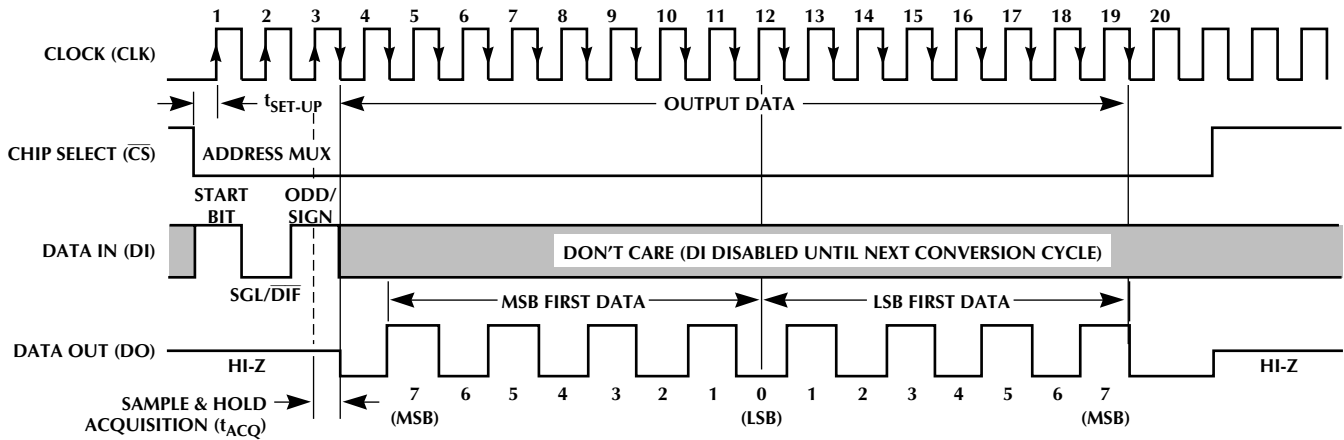 1 2 3 4 5 6 7 8 9 10 11 12 13 14 15 16 17 18 19 20
CLOCK (CLK)
tSET-UP
OUTPUT DATA
CHIP SELECT (CS)
ADDRESS MUX
START
BIT
ODD/
SIGN
DATA IN (DI)
DON'T CARE (DI DISABLED UNTIL NEXT CONVERSION CYCLE)
SGL/DIF
MSB FIRST DATA
LSB FIRST DATA
DATA OUT (DO)
HI-Z
HI-Z
7 6 5 4 3 2 1 0 1 2 3 4 5 6 7
(MSB) (LSB) (MSB)
SAMPLE & HOLD
ACQUISITION (tACQ)